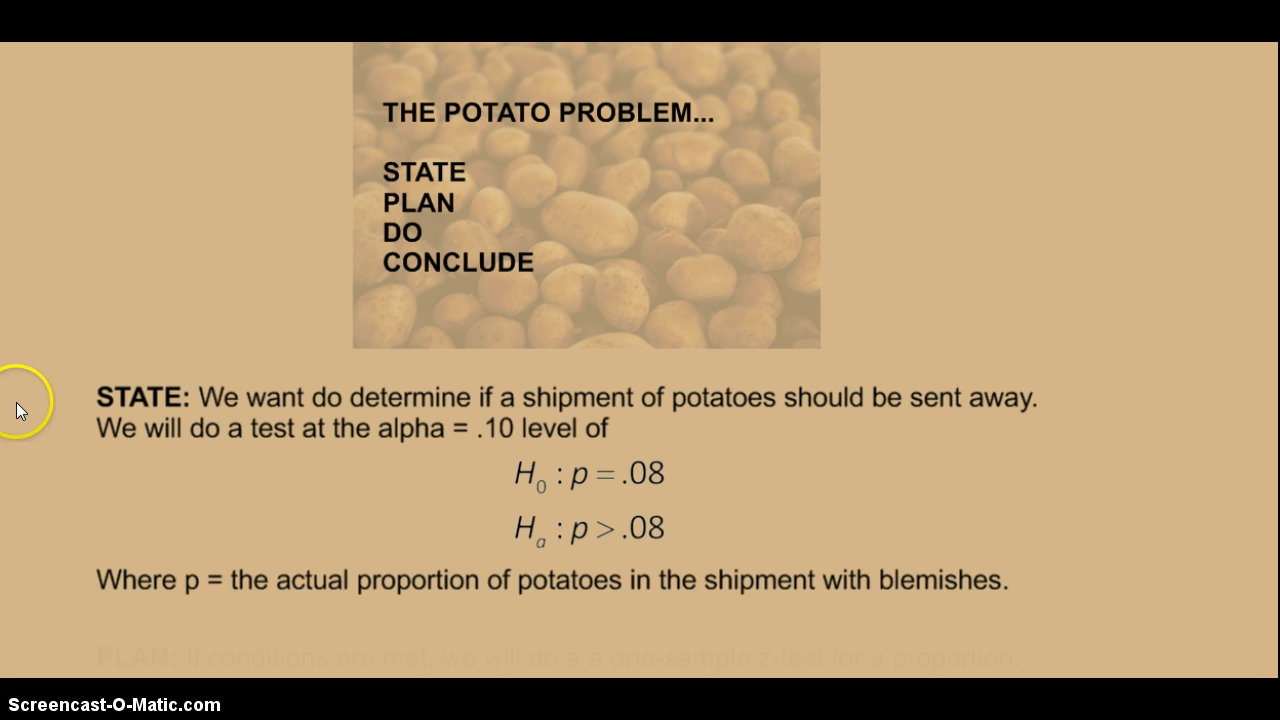 THE POTATO PROBLEM...
STATE
PLAN
DO
CONCLUDE
STATE: We want do determine if a shipment of potatoes should be sent away.
We will do a test at the alpha = .10 level of
H₀ : p = .08
Hₐ : p > .08
Where p = the actual proportion of potatoes in the shipment with blemishes.
PLAN: If conditions are met, we will do a a one-sample z-test for a proportion.
Screencast-O-Matic.com